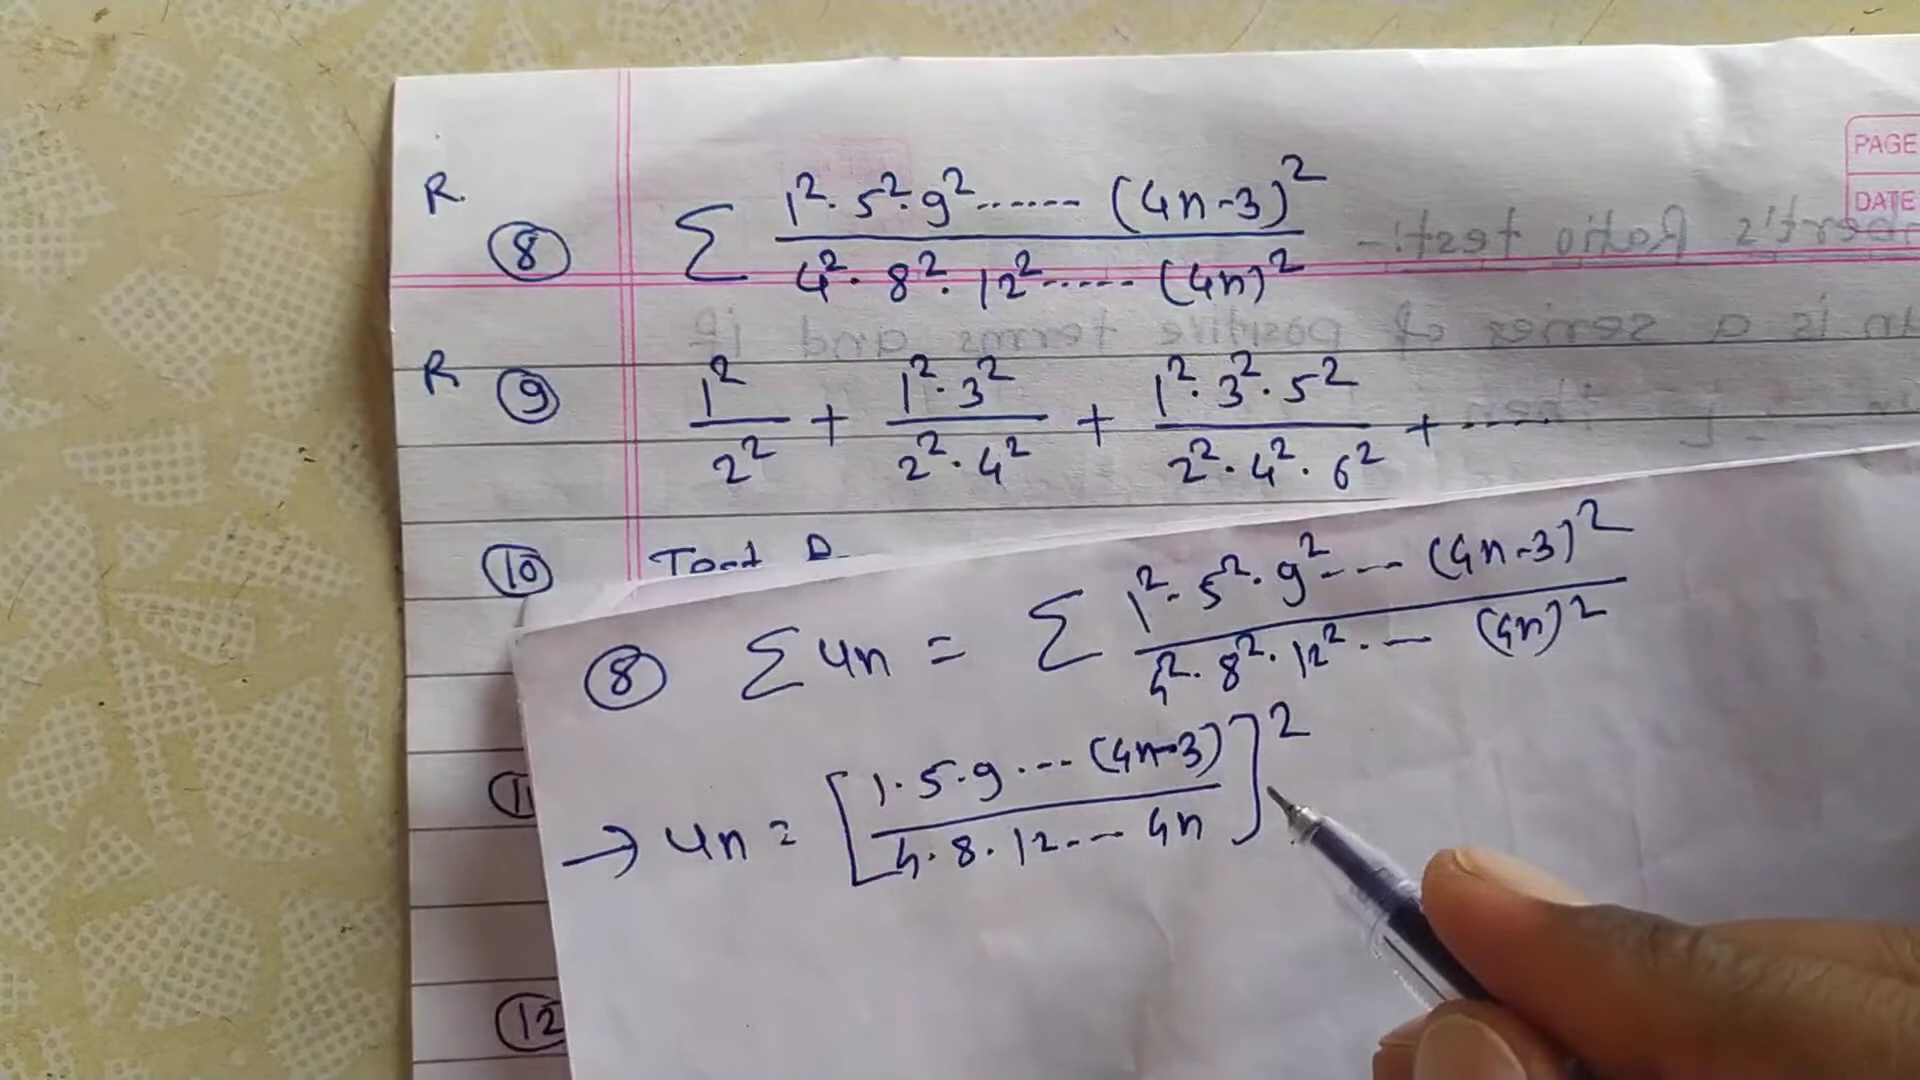 PAGE
DATE
R. ⑧ Σ 1²·5²·9²...... (4n-3)² / 4²·8²·12²..... (4n)²
R ⑨ 1²/2² + 1²·3²/2²·4² + 1²·3²·5²/2²·4²·6² + ......
⑩
⑧ Σ un = Σ 1²·5²·9²--- (4n-3)² / 4²·8²·12²·-- (4n)²
→ un = [1·5·9·--- (4n-3) / 4·8·12--- 4n]²
⑫